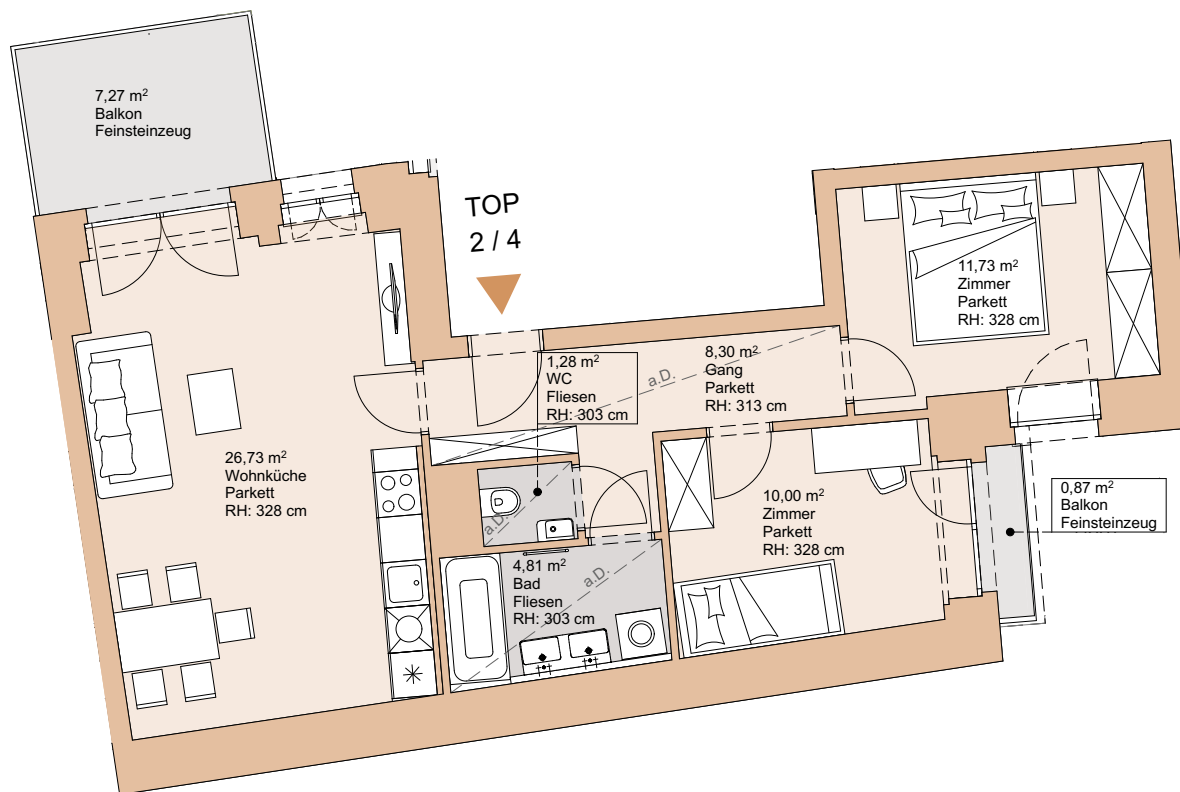 7,27 m²
Balkon
Feinsteinzeug
TOP
2 / 4
11,73 m²
Zimmer
Parkett
RH: 328 cm
1,28 m²
WC
Fliesen
RH: 303 cm
8,30 m²
Gang
Parkett
RH: 313 cm
a.D.
26,73 m²
Wohnküche
Parkett
RH: 328 cm
10,00 m²
Zimmer
Parkett
RH: 328 cm
0,87 m²
Balkon
Feinsteinzeug
a.D.
4,81 m²
Bad
Fliesen
RH: 303 cm
a.D.